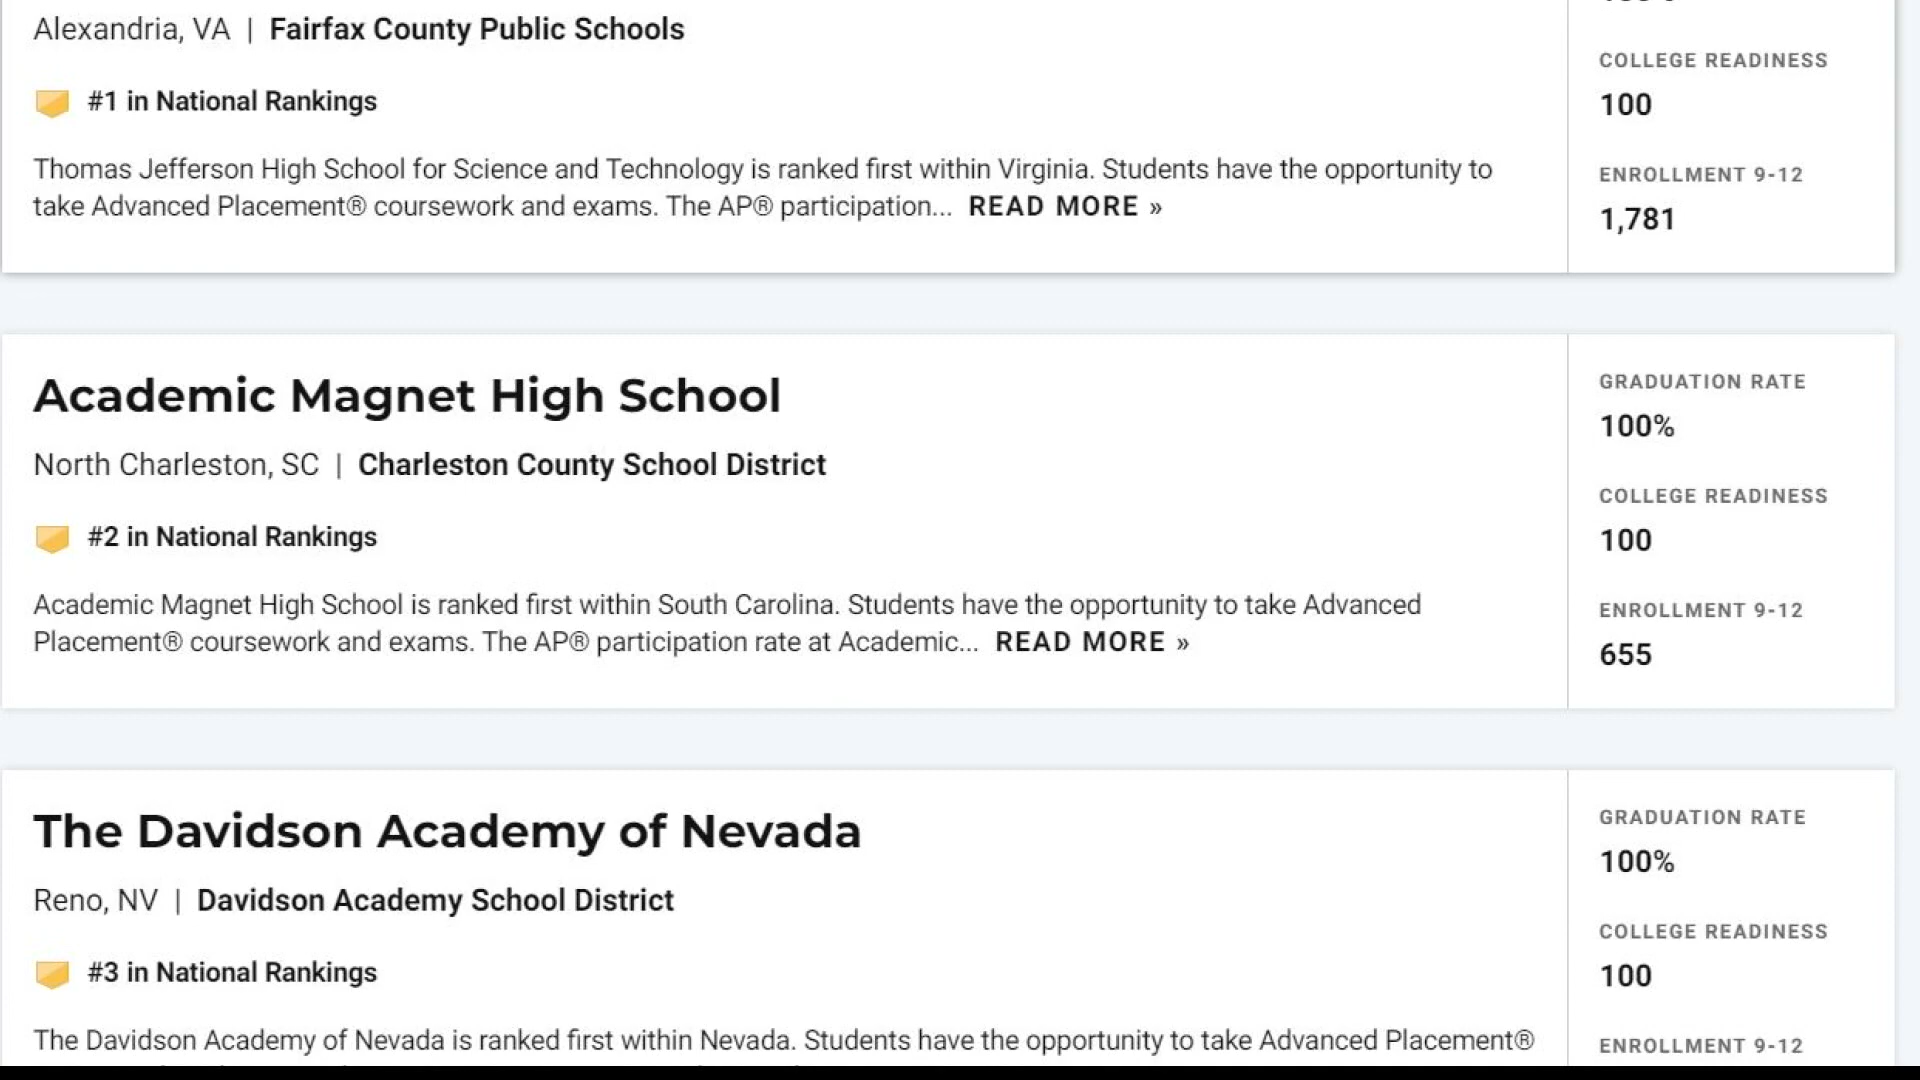 Alexandria, VA | Fairfax County Public Schools
#1 in National Rankings
Thomas Jefferson High School for Science and Technology is ranked first within Virginia. Students have the opportunity to
take Advanced Placement® coursework and exams. The AP® participation... READ MORE »
COLLEGE READINESS
100
ENROLLMENT 9-12
1,781
Academic Magnet High School
North Charleston, SC | Charleston County School District
#2 in National Rankings
Academic Magnet High School is ranked first within South Carolina. Students have the opportunity to take Advanced
Placement® coursework and exams. The AP® participation rate at Academic... READ MORE »
GRADUATION RATE
100%
COLLEGE READINESS
100
ENROLLMENT 9-12
655
The Davidson Academy of Nevada
Reno, NV | Davidson Academy School District
#3 in National Rankings
The Davidson Academy of Nevada is ranked first within Nevada. Students have the opportunity to take Advanced Placement®
GRADUATION RATE
100%
COLLEGE READINESS
100
ENROLLMENT 9-12